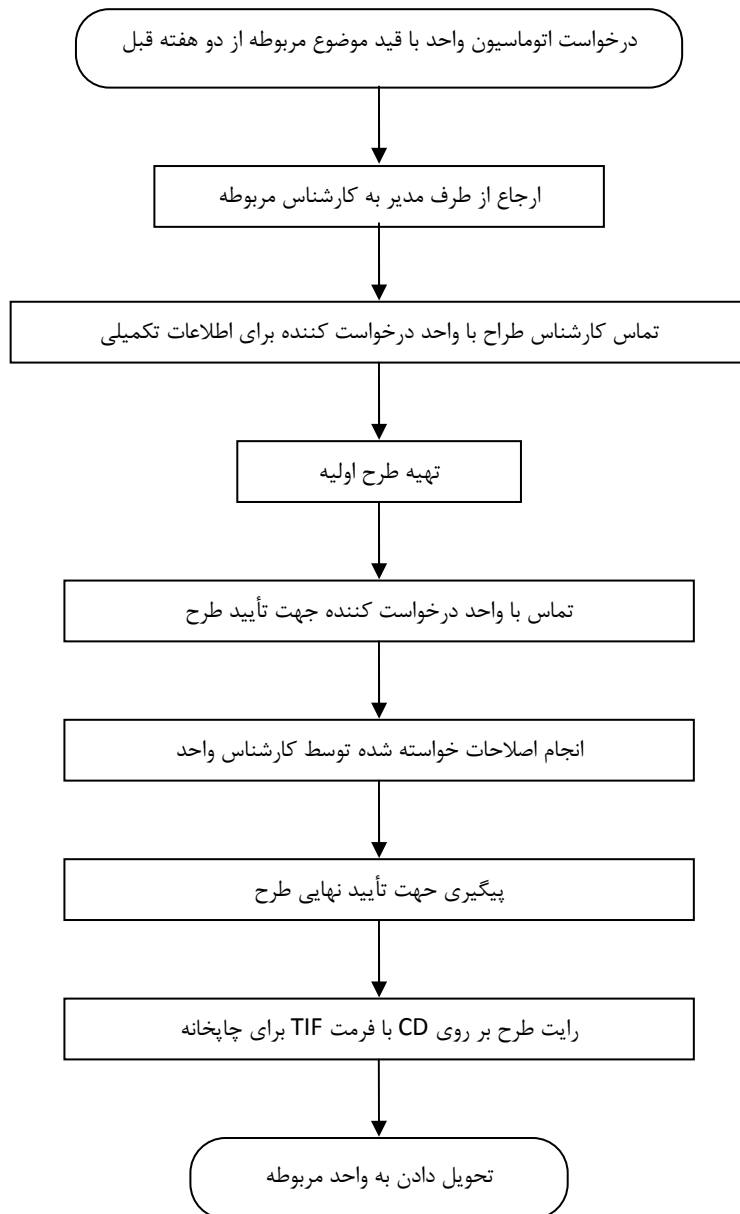 درخواست اتوماسیون واحد با قید موضوع مربوطه از دو هفته قبل
ارجاع از طرف مدیر به کارشناس مربوطه
تماس کارشناس طراح با واحد درخواست کننده برای اطلاعات تکمیلی
تهیه طرح اولیه
تماس با واحد درخواست کننده جهت تأیید طرح
انجام اصلاحات خواسته شده توسط کارشناس واحد
پیگیری حهت تأیید نهایی طرح
رایت طرح بر روی CD با فرمت TIF برای چاپخانه
تحویل دادن به واحد مربوطه